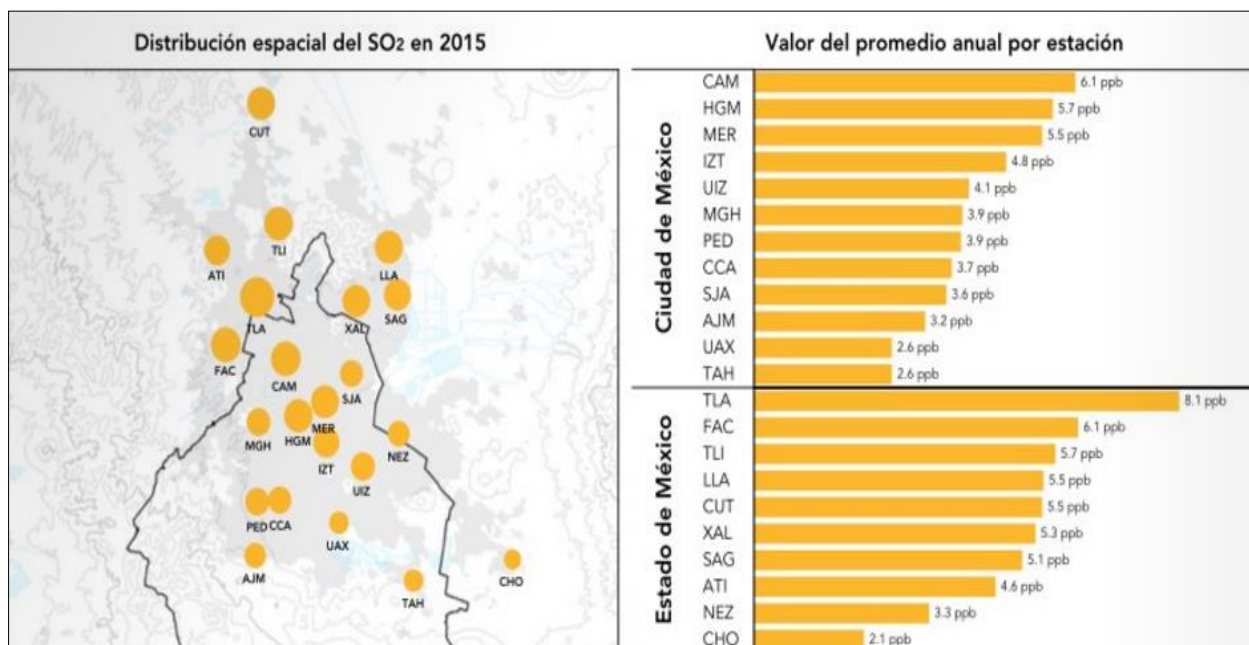 Distribución espacial del SO2 en 2015
CUT
TLI
ATI
LLA
TLA
XAL
SAG
FAC
CAM
SJA
MGH
HGM
MER
IZT
NEZ
UIZ
PED
CCA
UAX
AJM
TAH
CHO
Valor del promedio anual por estación
Ciudad de México
CAM 6.1 ppb
HGM 5.7 ppb
MER 5.5 ppb
IZT 4.8 ppb
UIZ 4.1 ppb
MGH 3.9 ppb
PED 3.9 ppb
CCA 3.7 ppb
SJA 3.6 ppb
AJM 3.2 ppb
UAX 2.6 ppb
TAH 2.6 ppb
Estado de México
TLA 8.1 ppb
FAC 6.1 ppb
TLI 5.7 ppb
LLA 5.5 ppb
CUT 5.5 ppb
XAL 5.3 ppb
SAG 5.1 ppb
ATI 4.6 ppb
NEZ 3.3 ppb
CHO 2.1 ppb